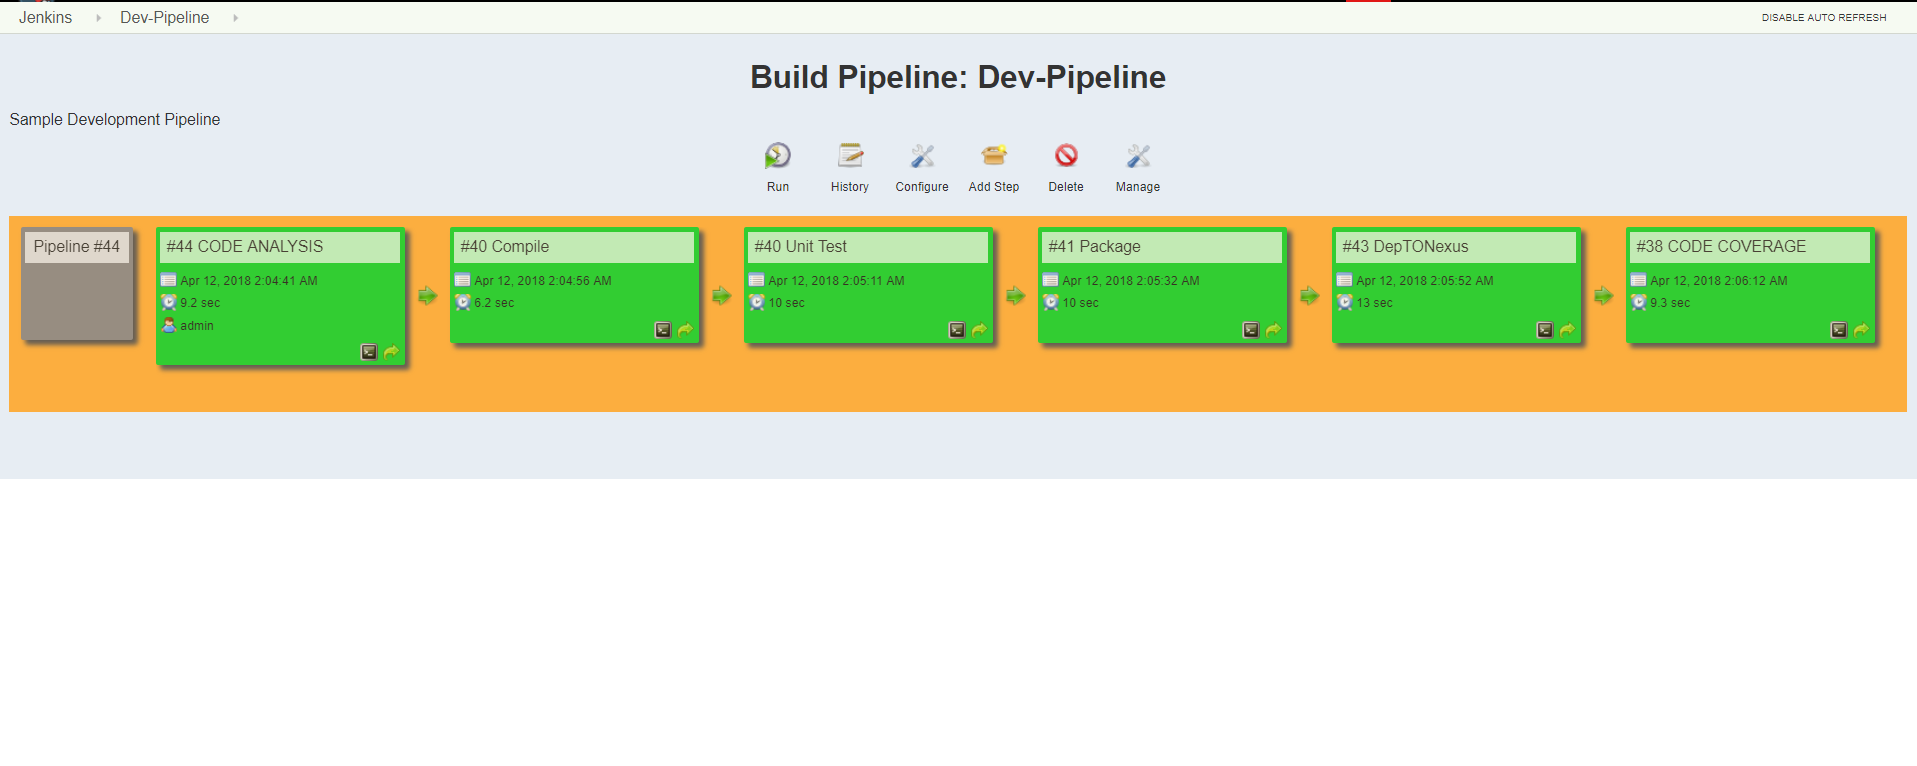 Jenkins Dev-Pipeline DISABLE AUTO REFRESH
Build Pipeline: Dev-Pipeline
Sample Development Pipeline
Run History Configure Add Step Delete Manage
Pipeline #44
#44 CODE ANALYSIS
Apr 12, 2018 2:04:41 AM
9.2 sec
admin
#40 Compile
Apr 12, 2018 2:04:56 AM
6.2 sec
#40 Unit Test
Apr 12, 2018 2:05:11 AM
10 sec
#41 Package
Apr 12, 2018 2:05:32 AM
10 sec
#43 DepTONexus
Apr 12, 2018 2:05:52 AM
13 sec
#38 CODE COVERAGE
Apr 12, 2018 2:06:12 AM
9.3 sec